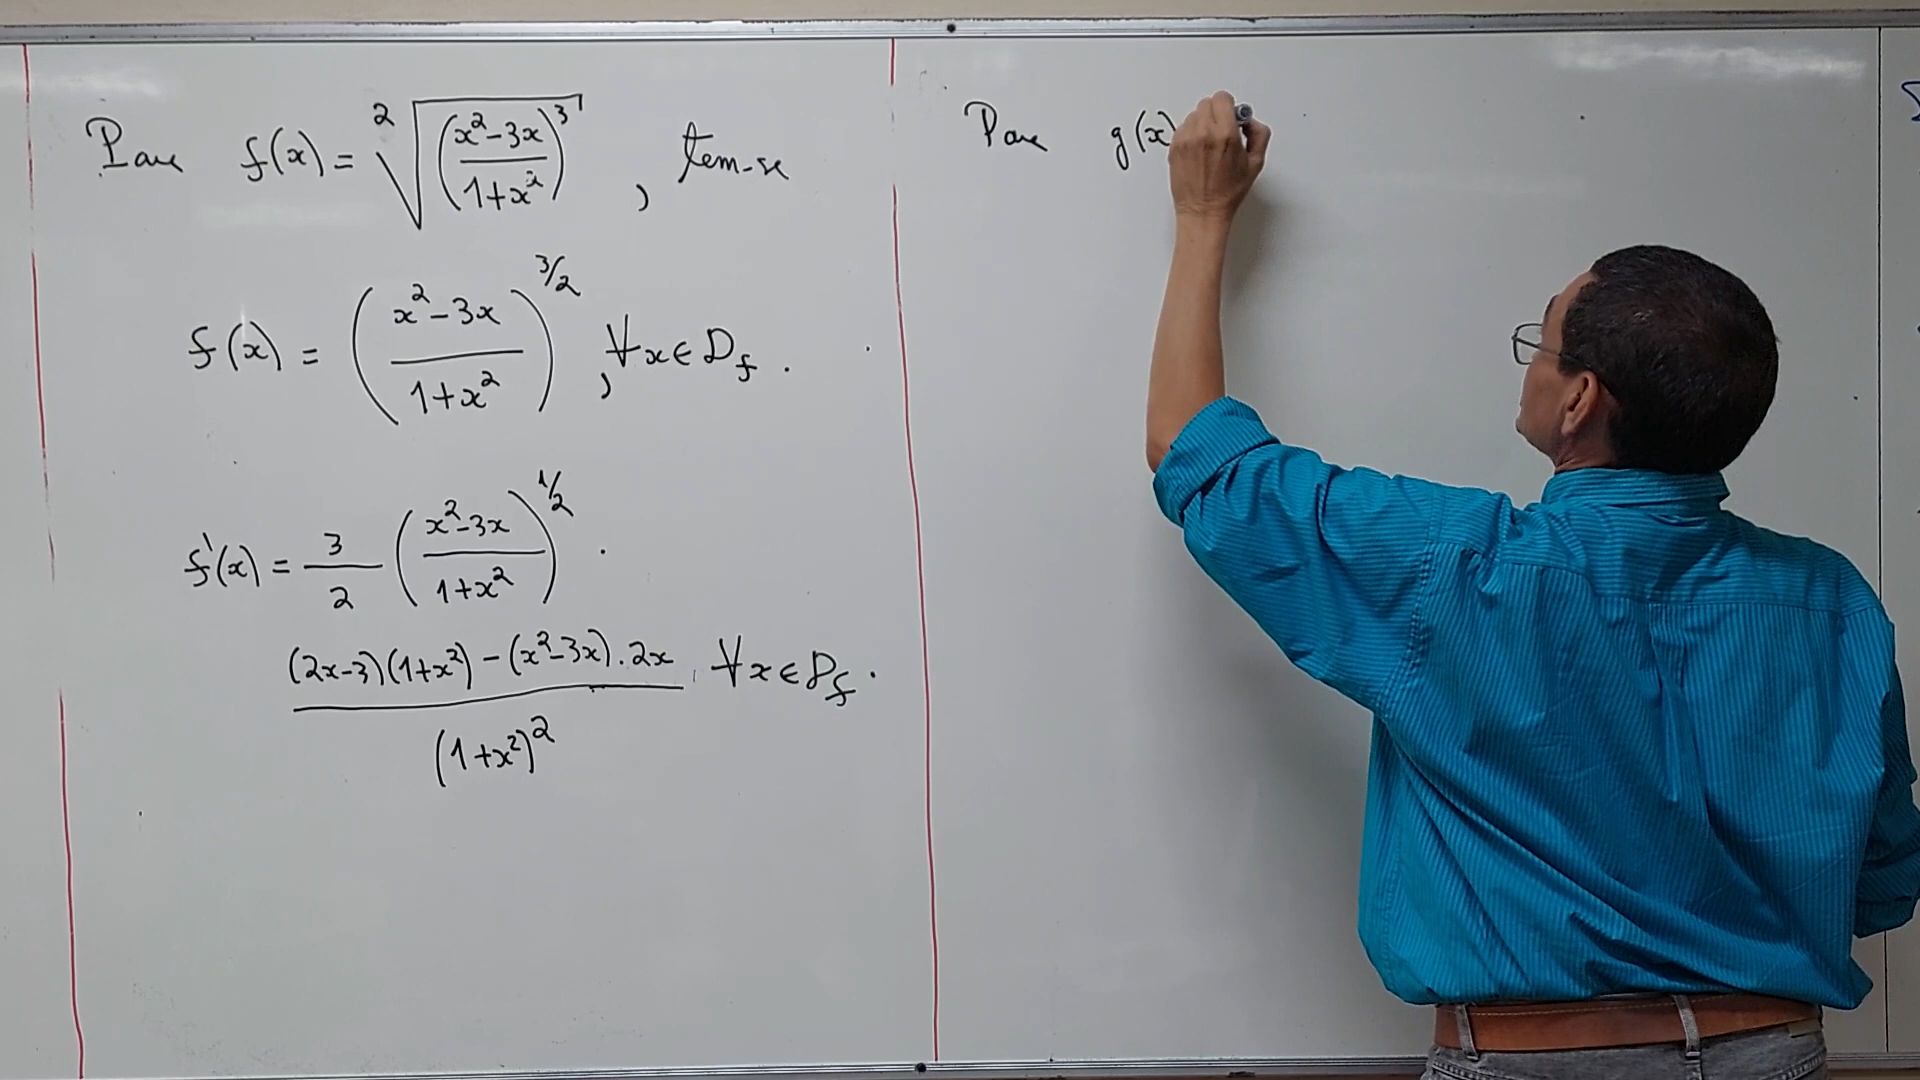 Para f(x) = ²√((x²-3x)/(1+x²))³, tem-se
f(x) = ((x²-3x)/(1+x²))^3/2, ∀x∈D_f.
f'(x) = 3/2 ((x²-3x)/(1+x²))^1/2 ·
((2x-3)(1+x²)-(x²-3x).2x)/(1+x²)² ∀x∈D_f.
Para g(x)